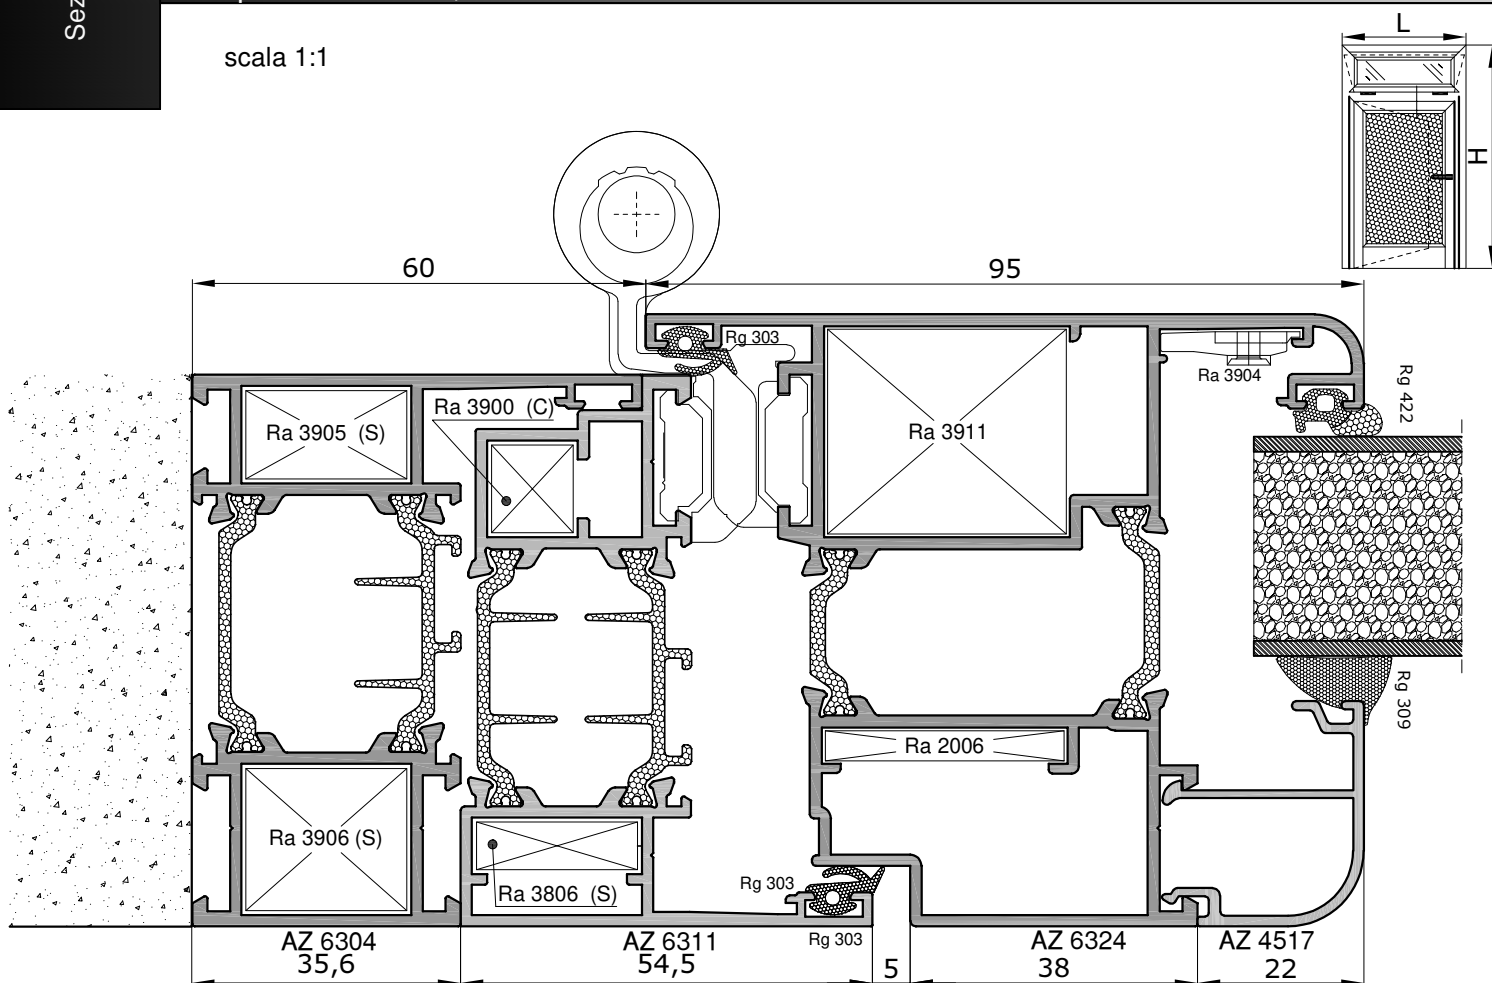 Sez
scala 1:1
L
H
60
95
Rg 303
Ra 3904
Rg 422
Ra 3900 (C)
Ra 3905 (S)
Ra 3911
Rg 309
Ra 2006
Ra 3906 (S)
Ra 3806 (S)
Rg 303
Rg 303
AZ 6304
AZ 6311
AZ 6324
AZ 4517
35,6
54,5
5
38
22